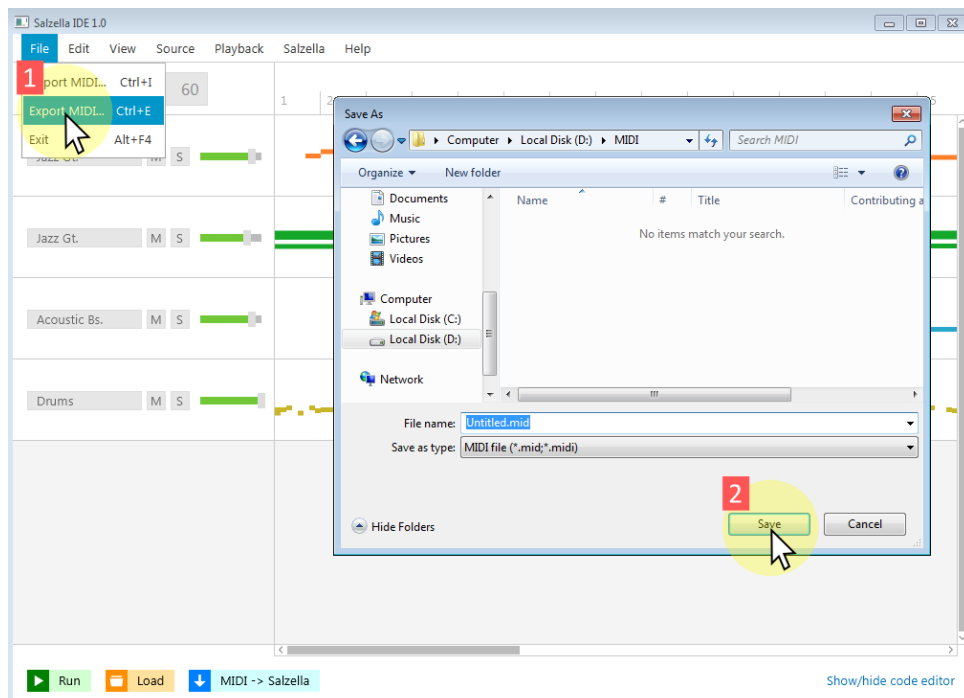 Salzella IDE 1.0
File Edit View Source Playback Salzella Help
1
port MIDI... Ctrl+I
60
Export MIDI... Ctrl+E
Exit Alt+F4
1 2
5
M S
Jazz Gt. M S
Acoustic Bs. M S
Drums M S
Save As
Computer Local Disk (D:) MIDI
Search MIDI
Organize New folder
Documents
Music
Pictures
Videos
Computer
Local Disk (C:)
Local Disk (D:)
Network
Name # Title Contributing a
No items match your search.
File name: Untitled.mid
Save as type: MIDI file (*.mid;*.midi)
2
Hide Folders
Save Cancel
Run Load MIDI -> Salzella
Show/hide code editor